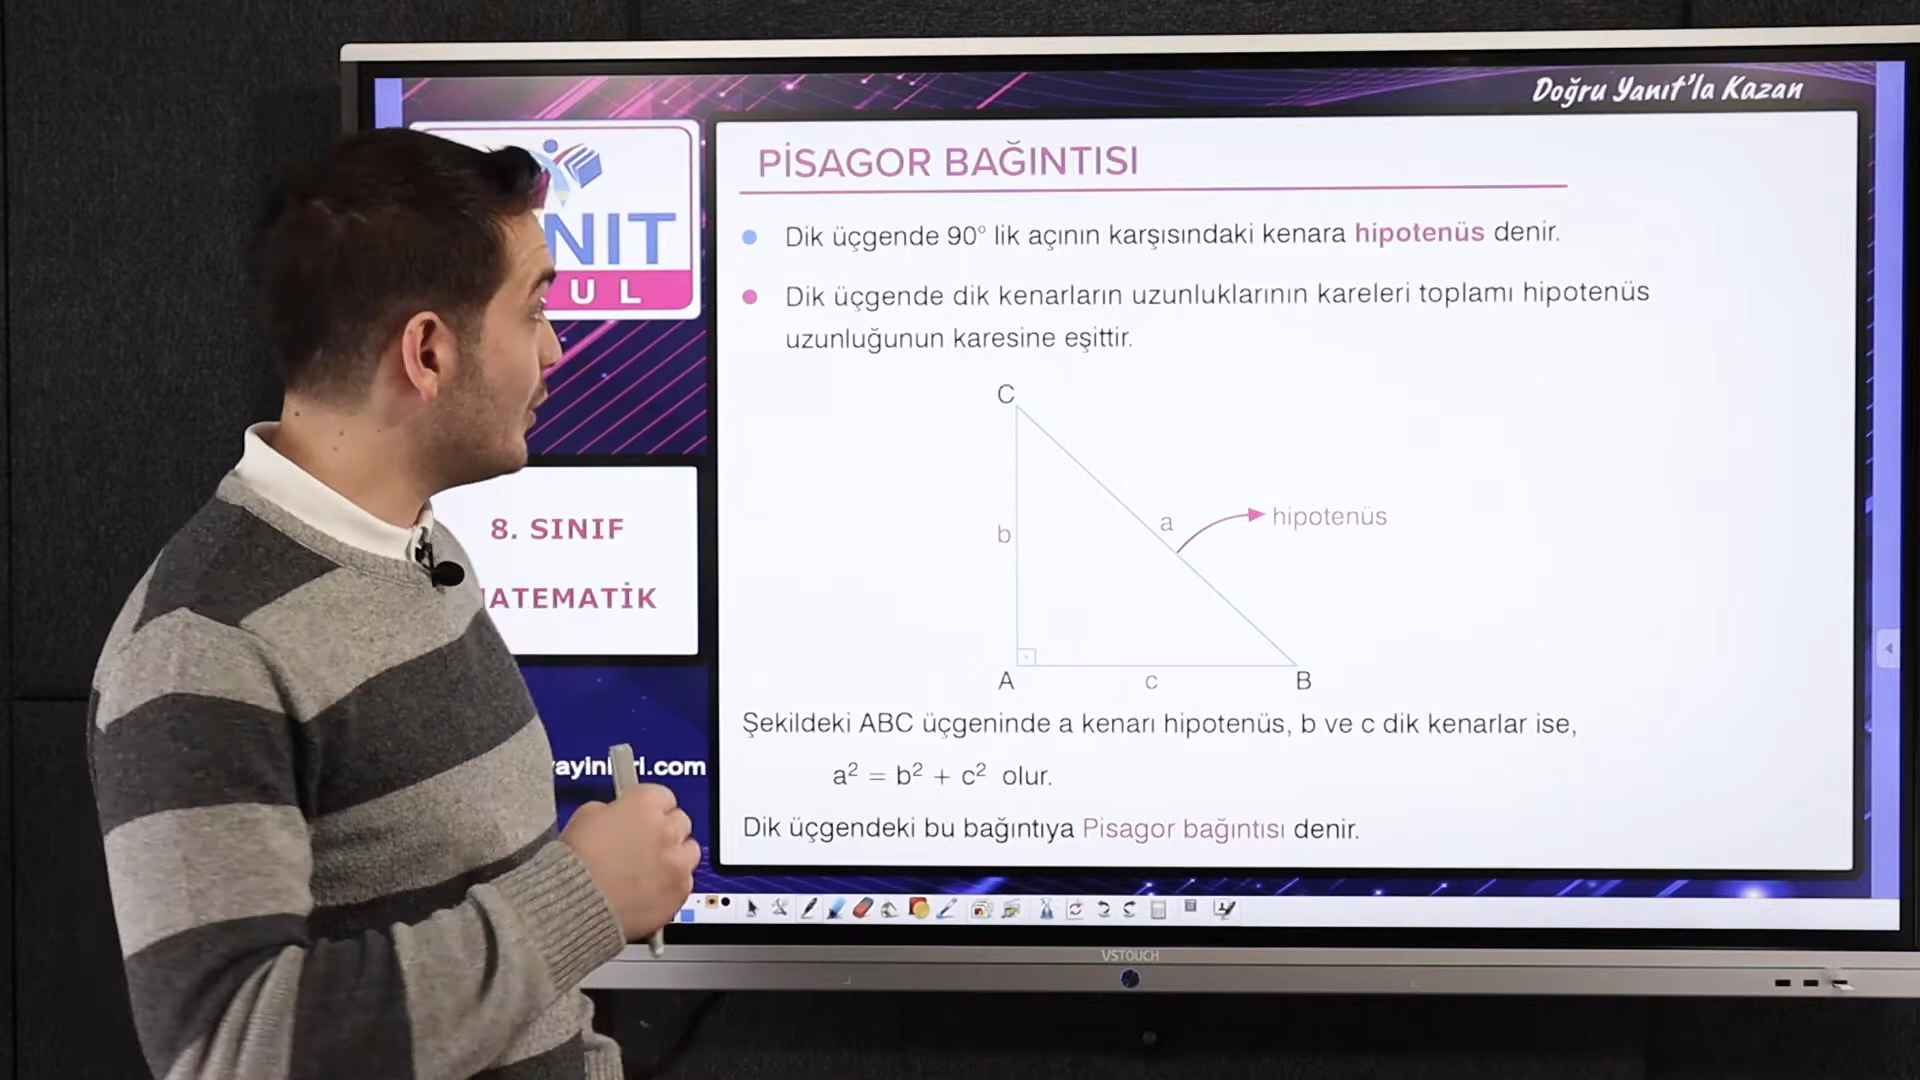 Doğru Yanıt'la Kazan
NIT
UL
PİSAGOR BAĞINTISI
Dik üçgende 90° lik açının karşısındaki kenara hipotenüs denir.
Dik üçgende dik kenarların uzunluklarının kareleri toplamı hipotenüs
uzunluğunun karesine eşittir.
C
b
a
hipotenüs
A
c
B
8. SINIF
MATEMATİK
Şekildeki ABC üçgeninde a kenarı hipotenüs, b ve c dik kenarlar ise,
a² = b² + c² olur.
Dik üçgendeki bu bağıntıya Pisagor bağıntısı denir.
VSTOUCH